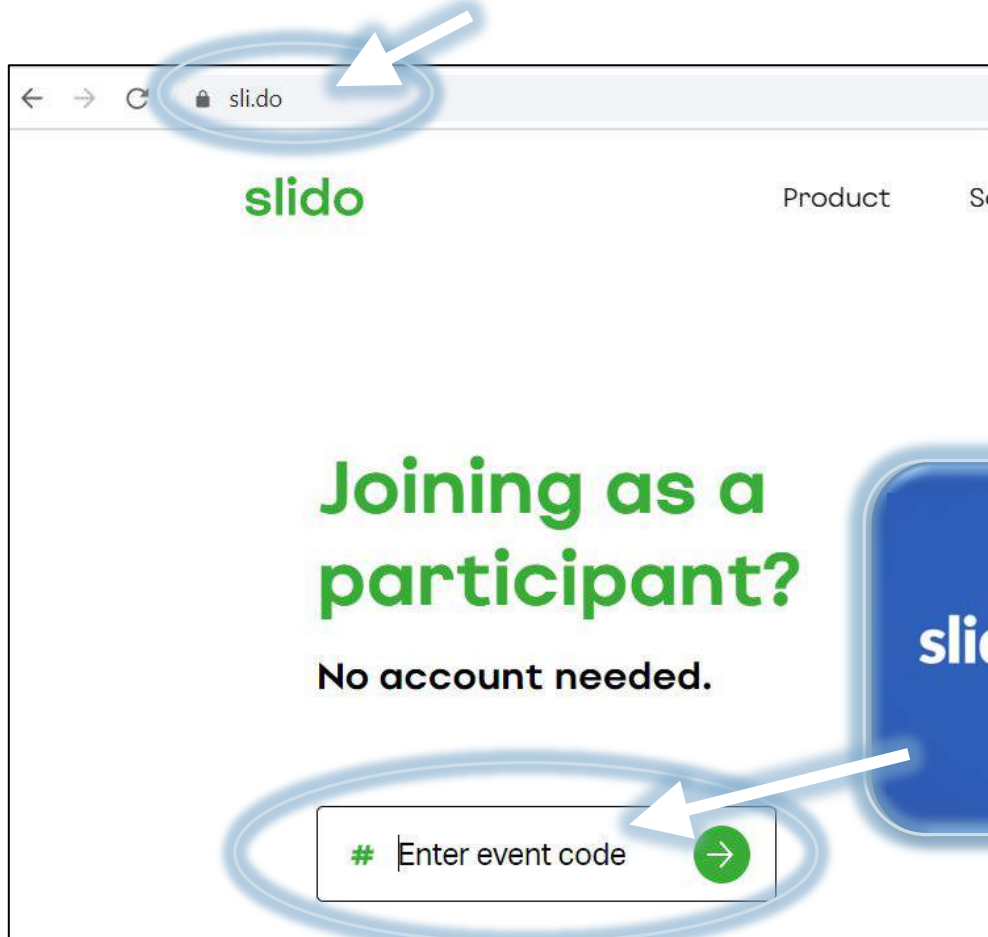 sli.do
slido
Product
Joining as a
participant?
No account needed.
# Enter event code